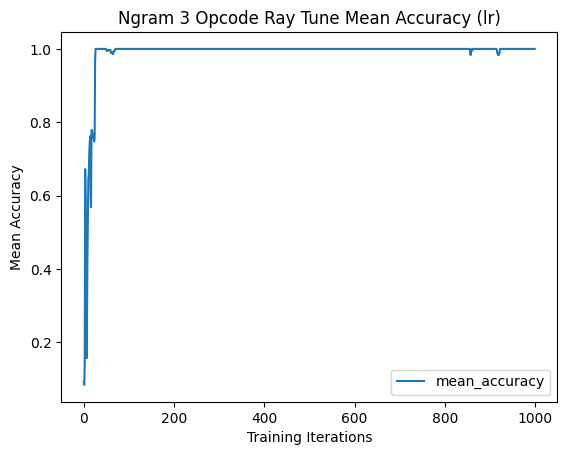 Ngram 3 Opcode Ray Tune Mean Accuracy (lr)
1.0
0.8
0.6
0.4
0.2
Mean Accuracy
mean_accuracy
0 200 400 600 800 1000
Training Iterations